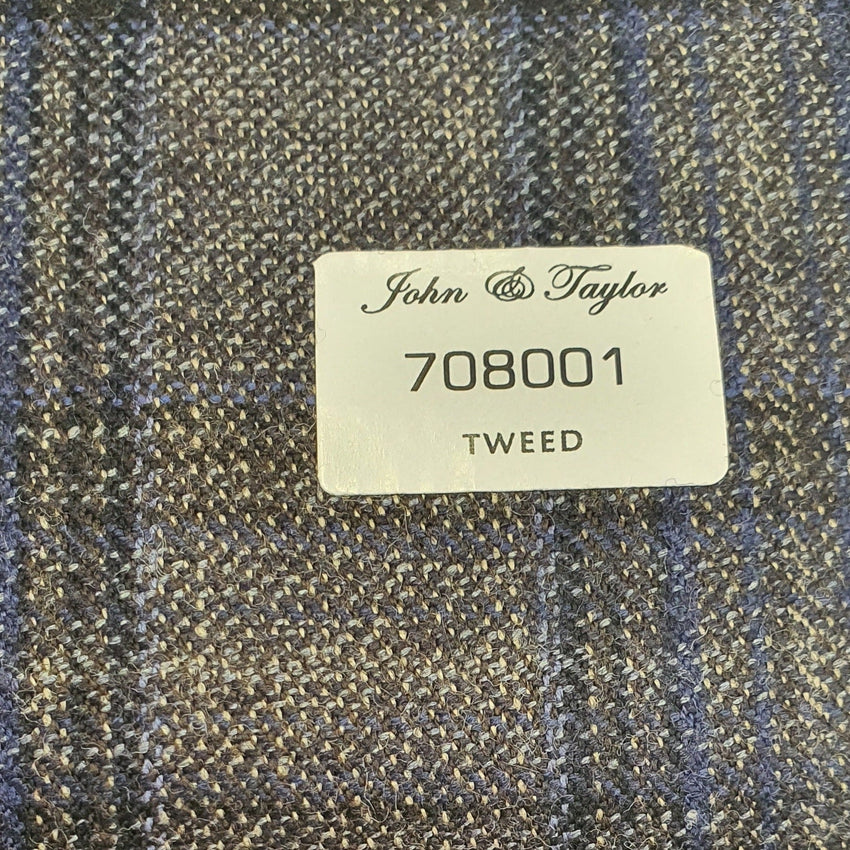 John & Taylor
708001
TWEED